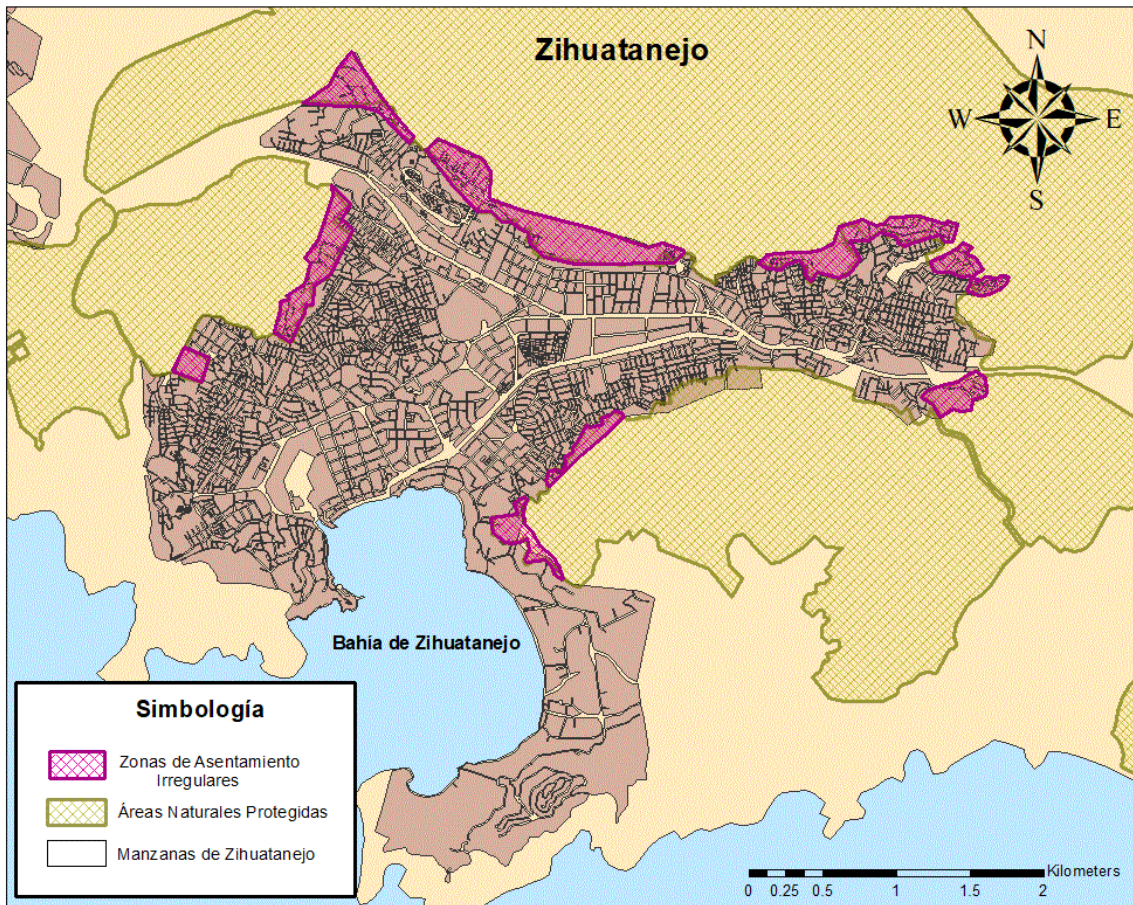 Zihuatanejo
N
W E
S
Bahía de Zihuatanejo
Simbología
Zonas de Asentamiento
Irregulares
Áreas Naturales Protegidas
Manzanas de Zihuatanejo
Kilometers
0 0.25 0.5 1 1.5 2